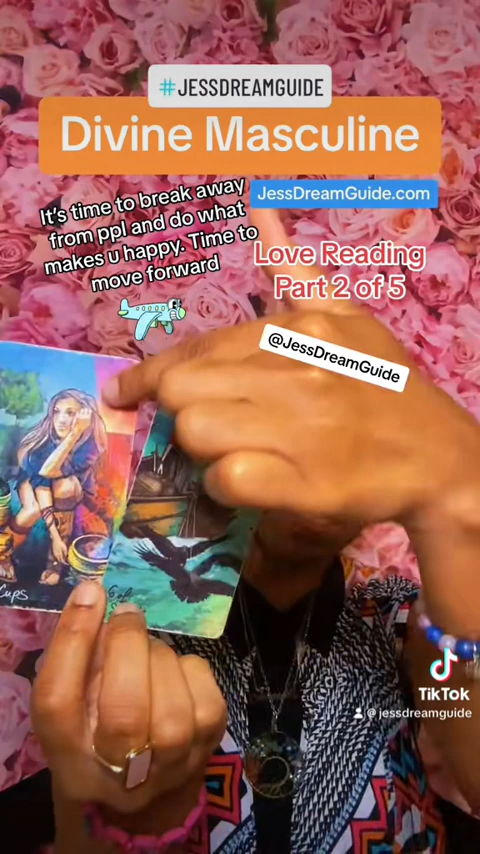 #JESSDREAMGUIDE
Divine Masculine
JessDreamGuide.com
It's time to break away
from ppl and do what
makes u happy. Time to
move forward
Love Reading
Part 2 of 5
@JessDreamGuide
Cups
TikTok
@jessdreamguide